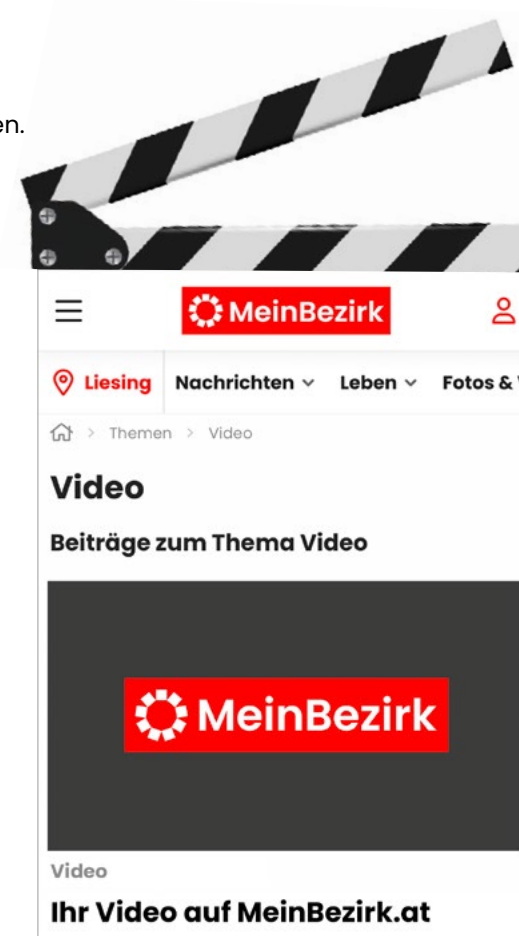 en.
MeinBezirk
Liesing Nachrichten Leben Fotos &
Themen > Video
Video
Beiträge zum Thema Video
MeinBezirk
Video
Ihr Video auf MeinBezirk.at